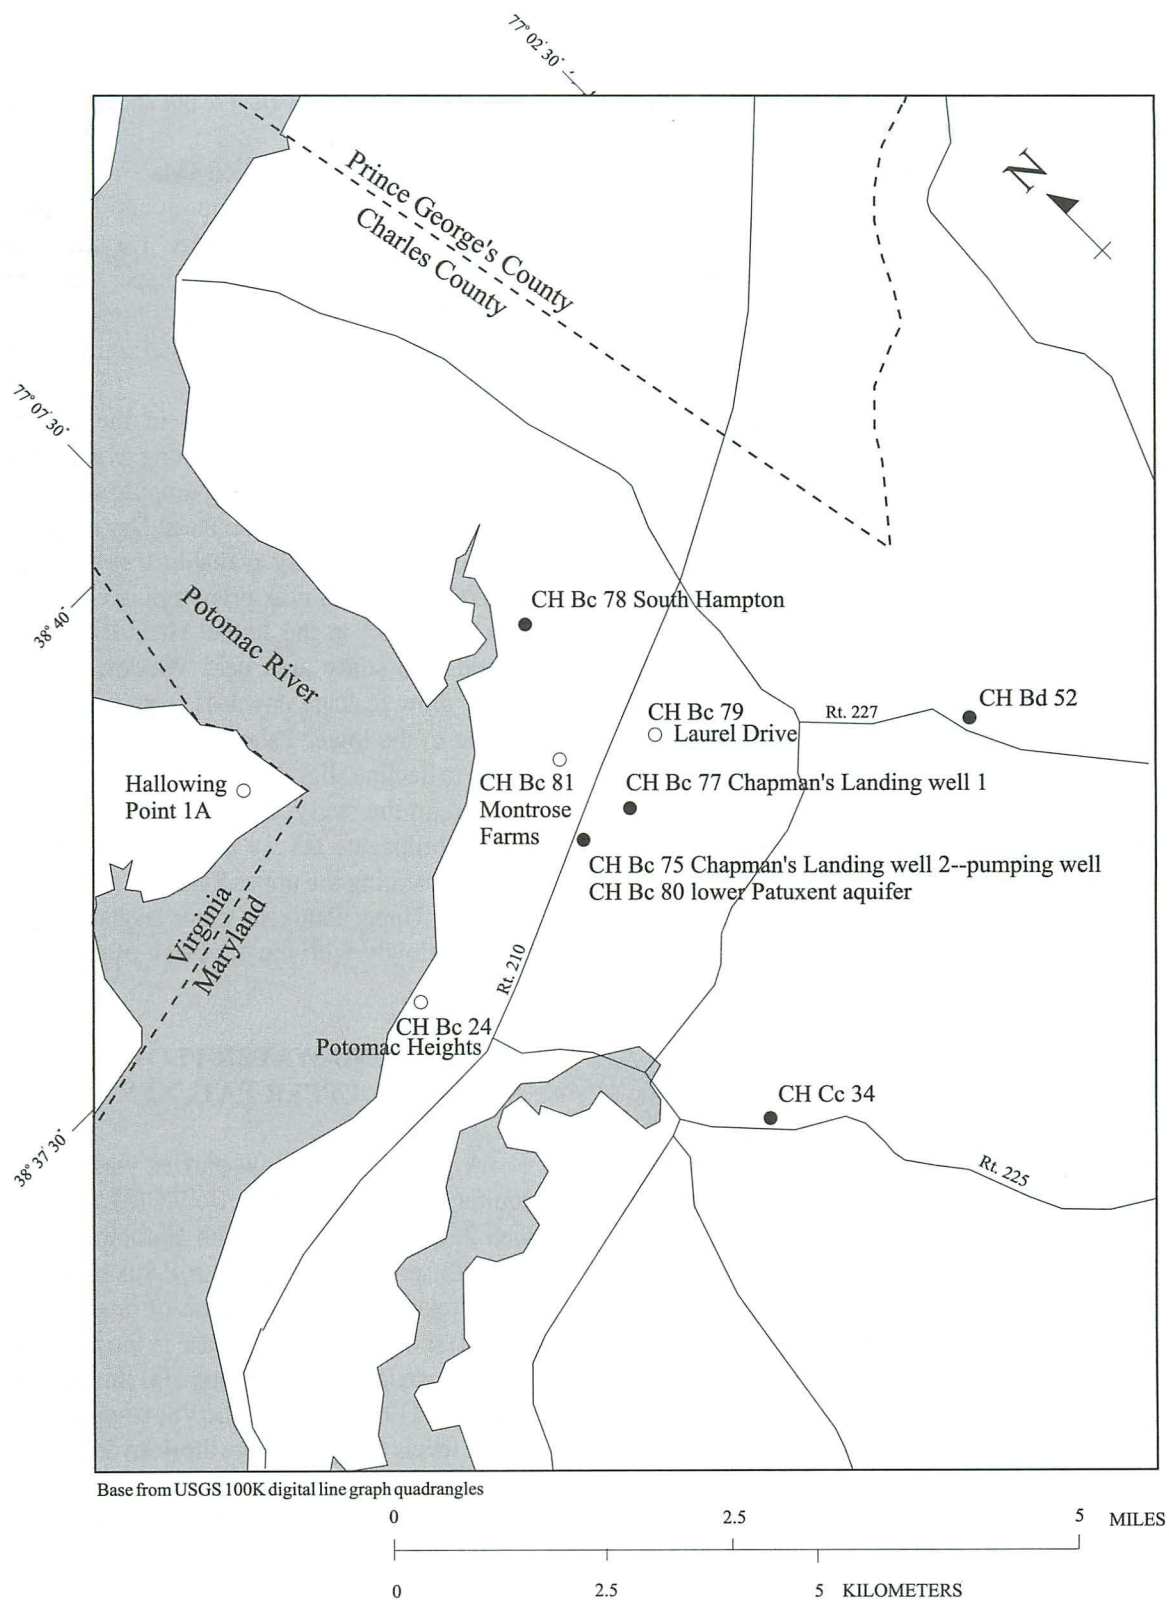 77° 02' 30"
N
Prince George's County
Charles County
77° 07' 30"
38° 40'
Potomac River
CH Bc 78 South Hampton
CH Bd 52
Rt. 227
CH Bc 79
Laurel Drive
Hallowing
Point 1A
CH Bc 81
Montrose
Farms
CH Bc 77 Chapman's Landing well 1
CH Bc 75 Chapman's Landing well 2--pumping well
CH Bc 80 lower Patuxent aquifer
Virginia
Maryland
Rt. 210
CH Bc 24
Potomac Heights
CH Cc 34
38° 37' 30"
Rt. 225
Base from USGS 100K digital line graph quadrangles
0 2.5 5 MILES
0 2.5 5 KILOMETERS